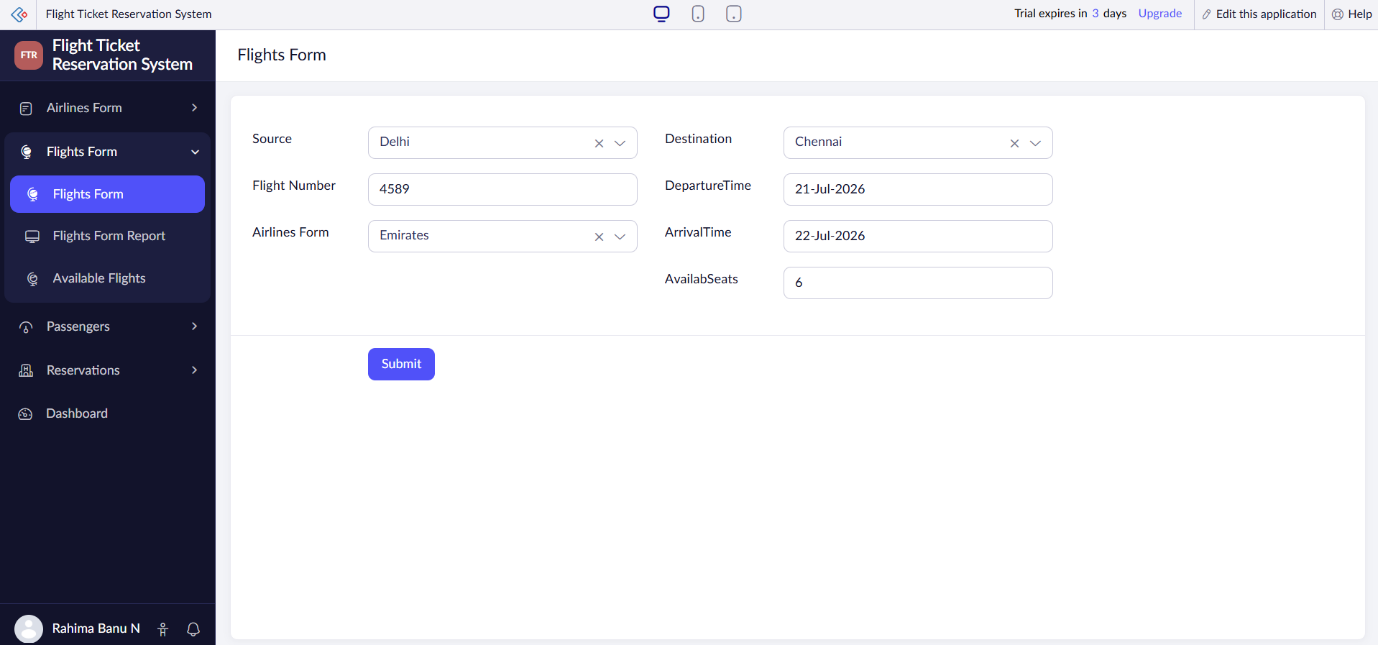 Flight Ticket Reservation System
Trial expires in 3 days Upgrade
Edit this application
Help
FTR
Flight Ticket
Reservation System
Airlines Form
Flights Form
Flights Form
Flights Form Report
Available Flights
Passengers
Reservations
Dashboard
Rahima Banu N
Flights Form
Source Delhi
Destination Chennai
Flight Number 4589
DepartureTime 21-Jul-2026
Airlines Form Emirates
ArrivalTime 22-Jul-2026
AvailabSeats 6
Submit